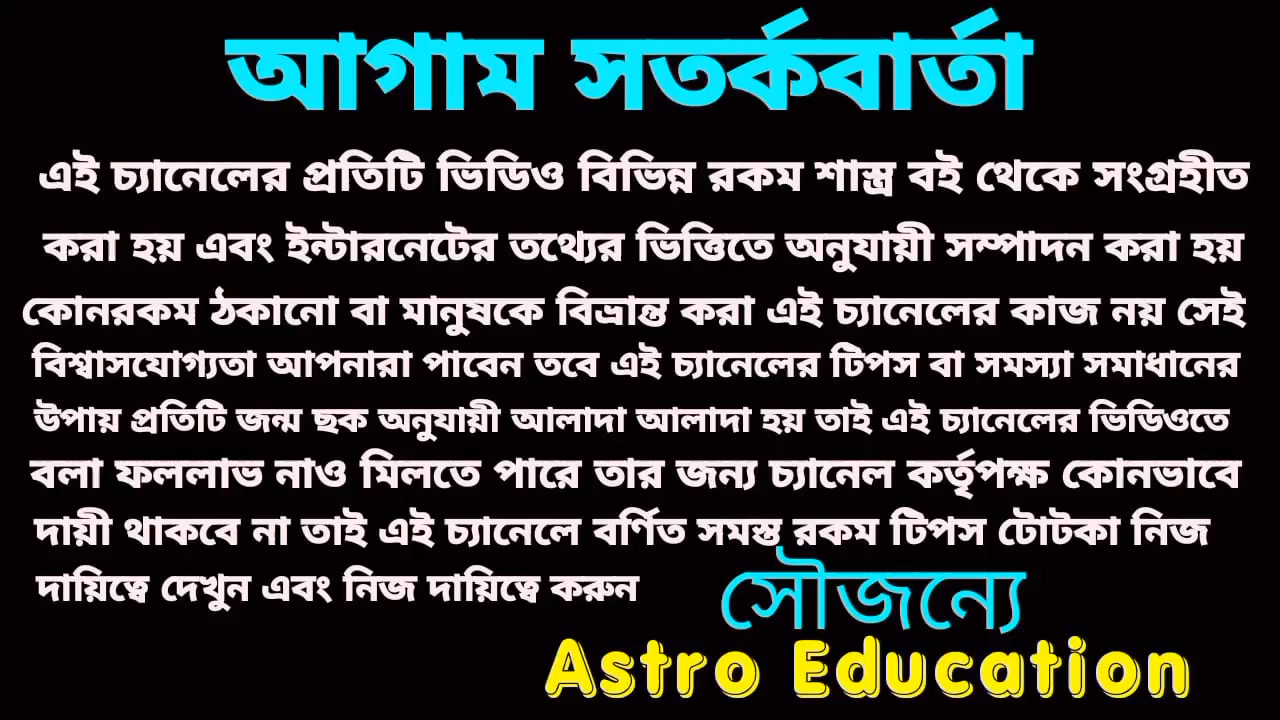 আগাম সতর্কবার্তা
এই চ্যানেলের প্রতিটি ভিডিও বিভিন্ন রকম শাস্ত্র বই থেকে সংগ্রহীত
করা হয় এবং ইন্টারনেটের তথ্যের ভিত্তিতে অনুযায়ী সম্পাদন করা হয়
কোনরকম ঠকানো বা মানুষকে বিভ্রান্ত করা এই চ্যানেলের কাজ নয় সেই
বিশ্বাসযোগ্যতা আপনারা পাবেন তবে এই চ্যানেলের টিপস বা সমস্যা সমাধানের
উপায় প্রতিটি জন্ম ছক অনুযায়ী আলাদা আলাদা হয় তাই এই চ্যানেলের ভিডিওতে
বলা ফললাভ নাও মিলতে পারে তার জন্য চ্যানেল কর্তৃপক্ষ কোনভাবে
দায়ী থাকবে না তাই এই চ্যানেলে বর্ণিত সমস্ত রকম টিপস টোটকা নিজ
দায়িত্বে দেখুন এবং নিজ দায়িত্বে করুন
সৌজন্যে
Astro Education